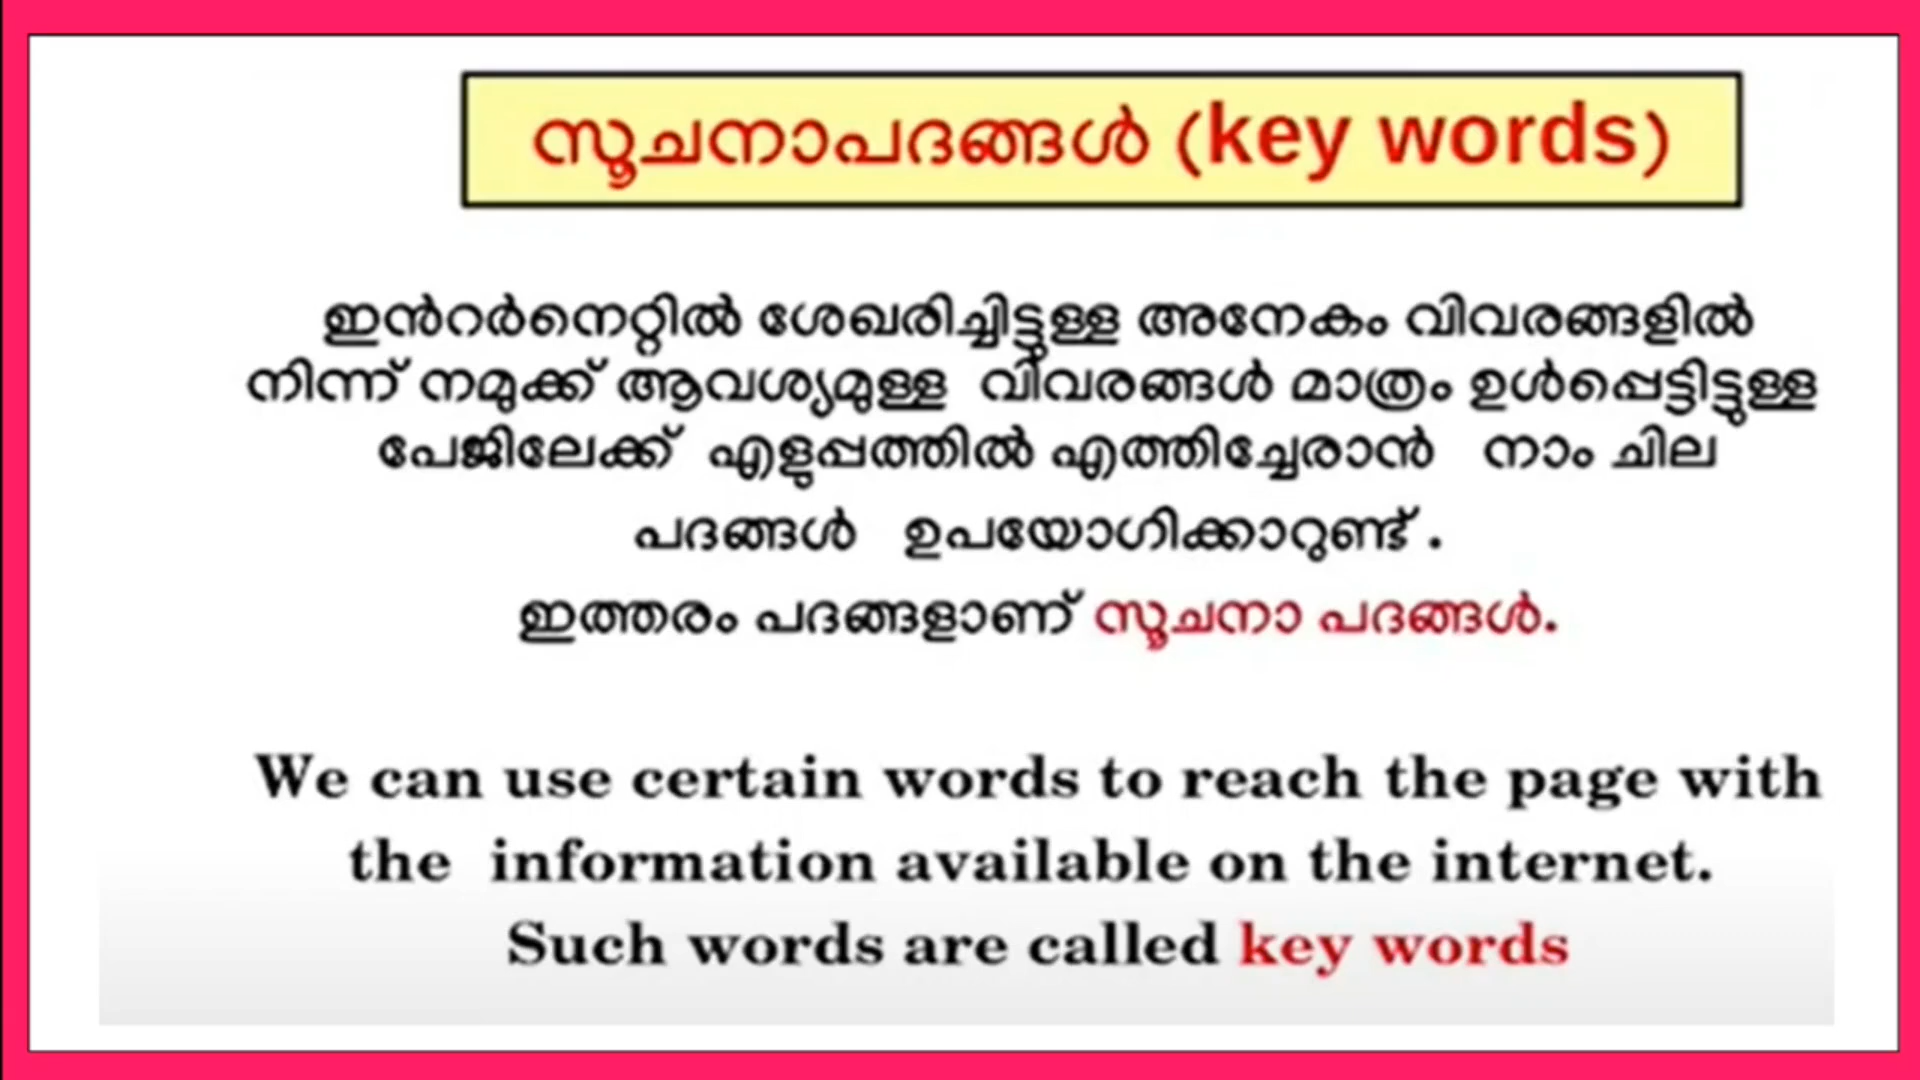 സൂചനാപദങ്ങൾ (key words)
ഇൻറർനെറ്റിൽ ശേഖരിച്ചിട്ടുള്ള അനേകം വിവരങ്ങളിൽ
നിന്ന് നമുക്ക് ആവശ്യമുള്ള വിവരങ്ങൾ മാത്രം ഉൾപ്പെട്ടിട്ടുള്ള
പേജിലേക്ക് എളുപ്പത്തിൽ എത്തിച്ചേരാൻ നാം ചില
പദങ്ങൾ ഉപയോഗിക്കാറുണ്ട് .
ഇത്തരം പദങ്ങളാണ് സൂചനാ പദങ്ങൾ.
We can use certain words to reach the page with
the information available on the internet.
Such words are called key words